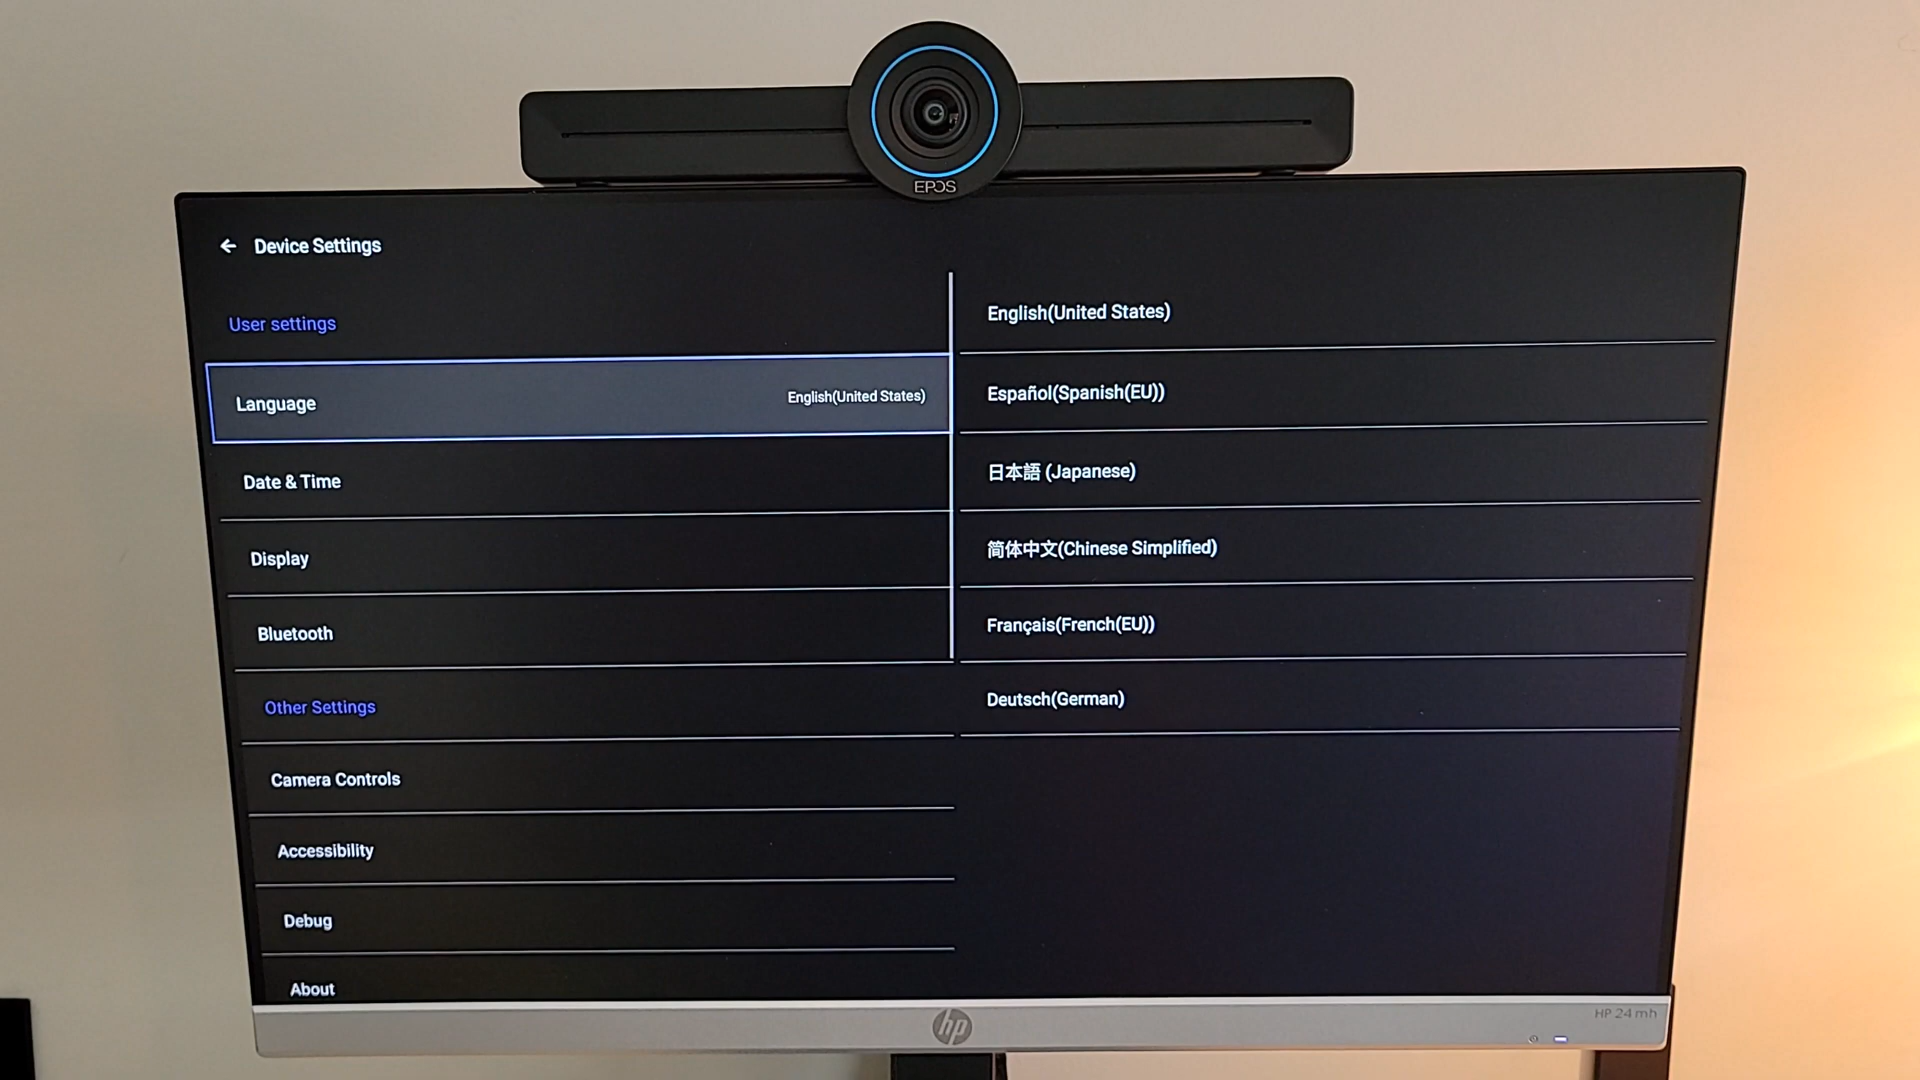 EPOS
Device Settings
User settings
Language English(United States)
Date & Time
Display
Bluetooth
Other Settings
Camera Controls
Accessibility
Debug
About
English(United States)
Español(Spanish(EU))
日本語 (Japanese)
简体中文(Chinese Simplified)
Français(French(EU))
Deutsch(German)
hp
HP 24mh